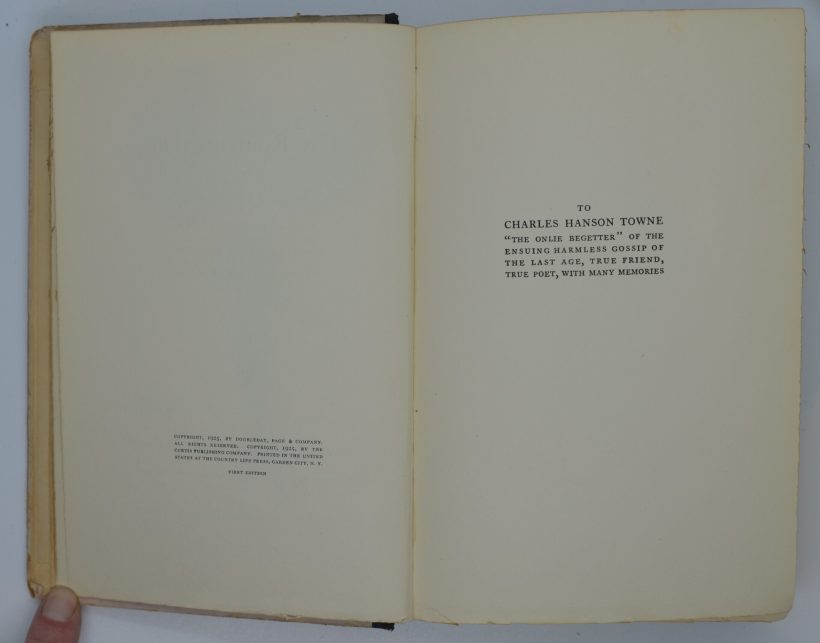 COPYRIGHT, 1925, BY DOUBLEDAY, PAGE & COMPANY.
ALL RIGHTS RESERVED. COPYRIGHT, 1925, BY THE
CURTIS PUBLISHING COMPANY. PRINTED IN THE UNITED
STATES AT THE COUNTRY LIFE PRESS, GARDEN CITY, N. Y.
FIRST EDITION
TO
CHARLES HANSON TOWNE
"THE ONLIE BEGETTER" OF THE
ENSUING HARMLESS GOSSIP OF
THE LAST AGE, TRUE FRIEND,
TRUE POET, WITH MANY MEMORIES